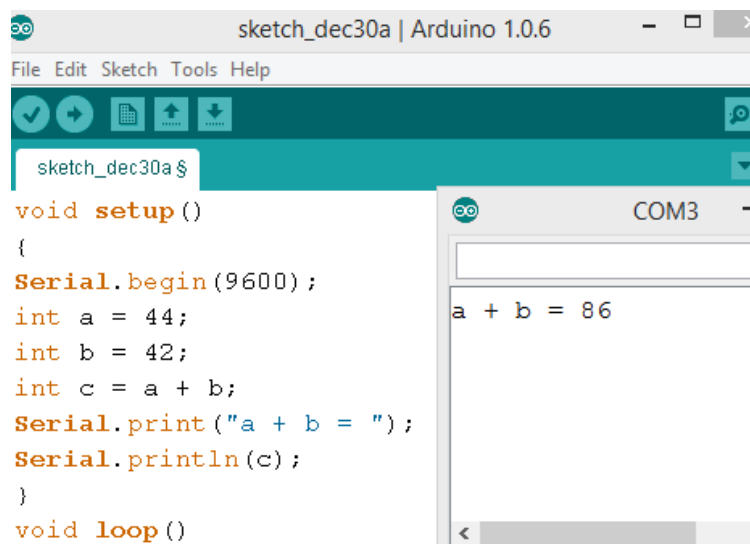 sketch_dec30a | Arduino 1.0.6
File Edit Sketch Tools Help
sketch_dec30a §
void setup()
{
Serial.begin(9600);
int a = 44;
int b = 42;
int c = a + b;
Serial.print("a + b = ");
Serial.println(c);
}
void loop()
COM3
a + b = 86